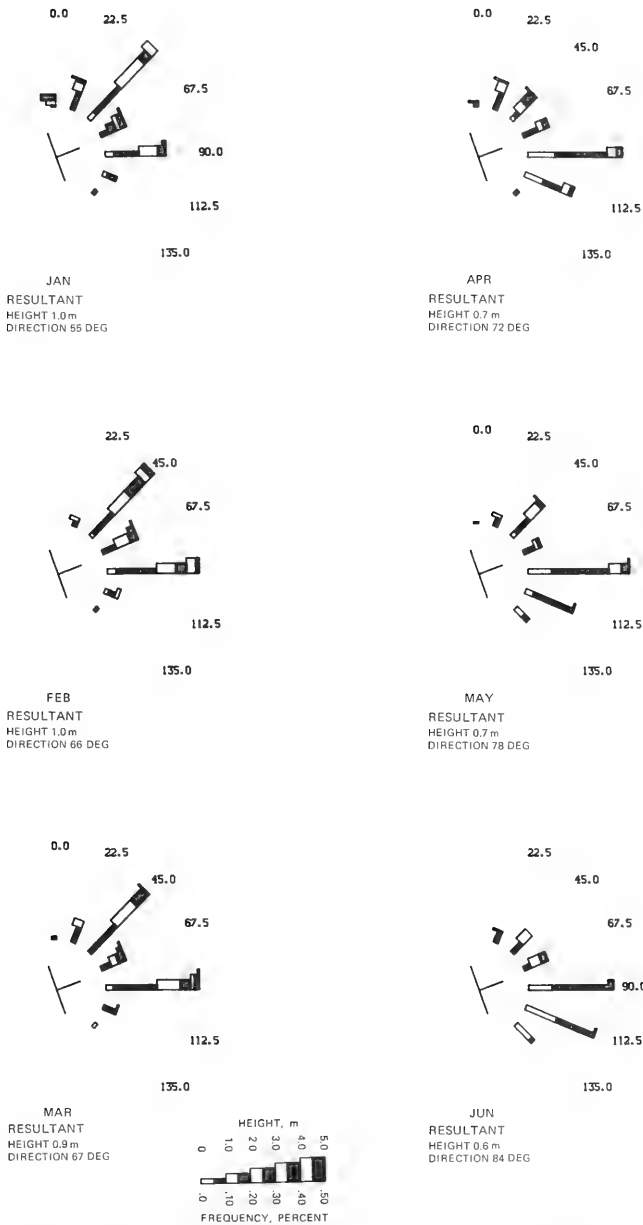 0.0
22.5
67.5
90.0
112.5
135.0
JAN
RESULTANT
HEIGHT 1.0 m
DIRECTION 55 DEG
0.0
22.5
45.0
67.5
112.5
135.0
APR
RESULTANT
HEIGHT 0.7 m
DIRECTION 72 DEG
22.5
45.0
67.5
112.5
135.0
FEB
RESULTANT
HEIGHT 1.0 m
DIRECTION 66 DEG
0.0
22.5
45.0
67.5
112.5
135.0
MAY
RESULTANT
HEIGHT 0.7 m
DIRECTION 78 DEG
0.0
22.5
45.0
67.5
112.5
135.0
MAR
RESULTANT
HEIGHT 0.9 m
DIRECTION 67 DEG
22.5
45.0
67.5
90.0
112.5
135.0
JUN
RESULTANT
HEIGHT 0.6 m
DIRECTION 84 DEG
HEIGHT, m
0 1.0 2.0 3.0 4.0 5.0
.0 .10 .20 .30 .40 .50
FREQUENCY, PERCENT